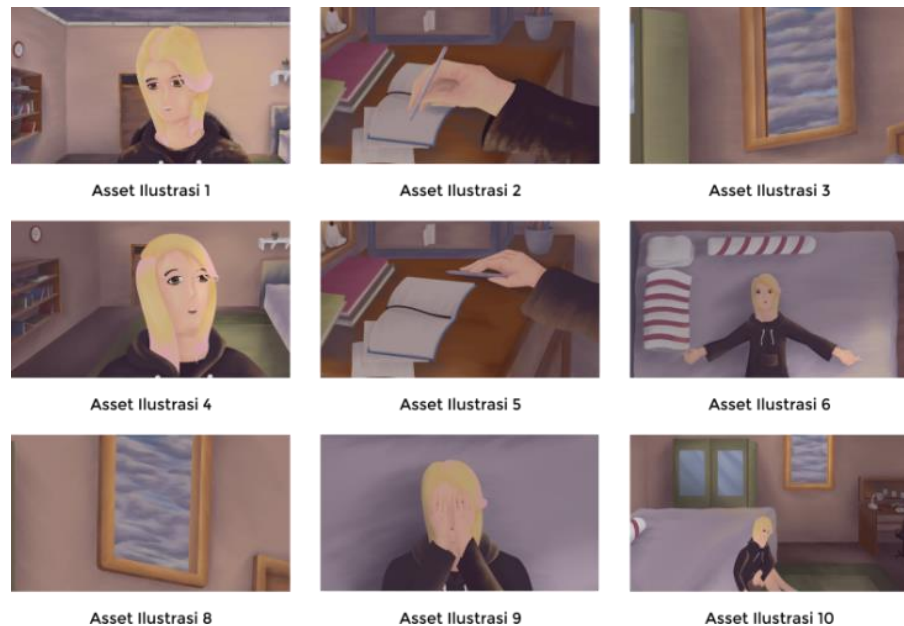 Asset Ilustrasi 1
Asset Ilustrasi 2
Asset Ilustrasi 3
Asset Ilustrasi 4
Asset Ilustrasi 5
Asset Ilustrasi 6
Asset Ilustrasi 8
Asset Ilustrasi 9
Asset Ilustrasi 10